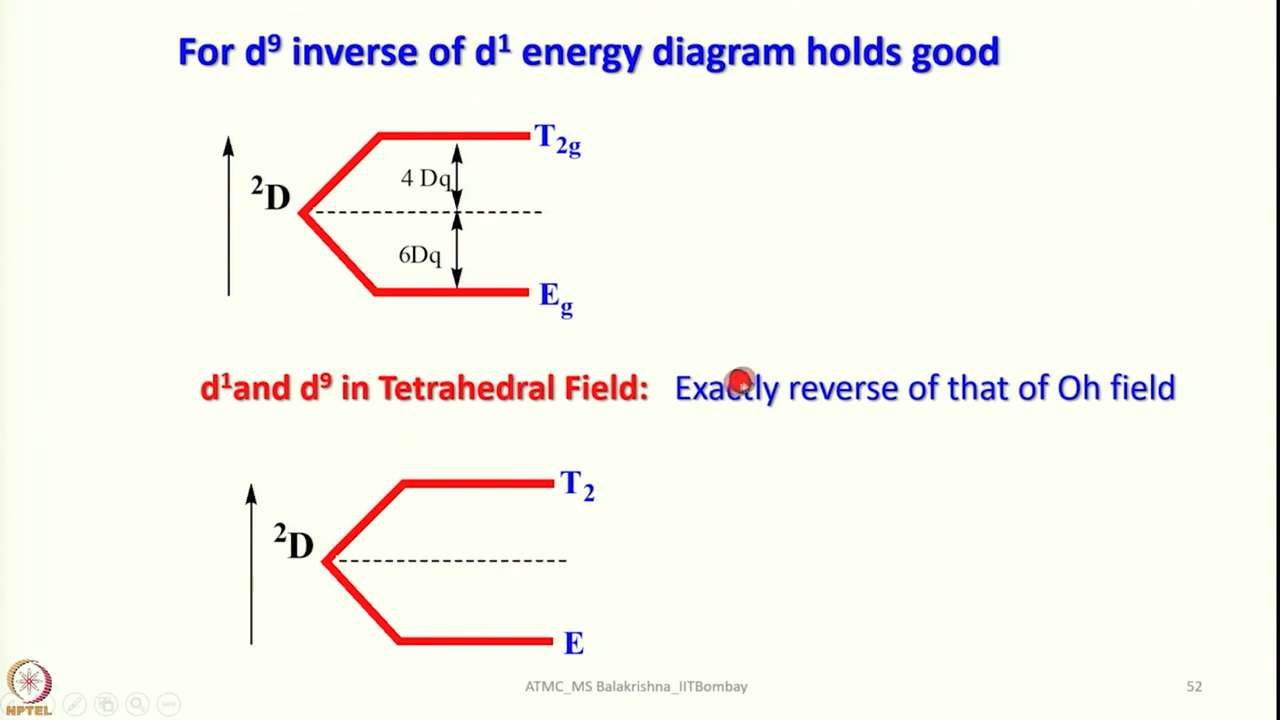 For d⁹ inverse of d¹ energy diagram holds good
T₂g
4 Dq
²D
6Dq
Eg
d¹and d⁹ in Tetrahedral Field: Exactly reverse of that of Oh field
T₂
²D
E
ATMC_MS Balakrishna_IITBombay
52
NPTEL